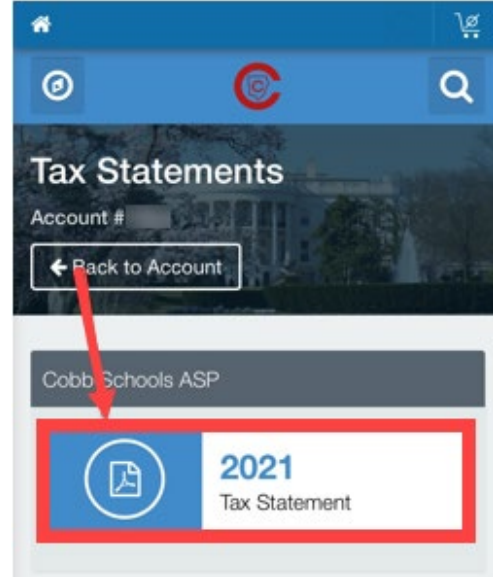 Tax Statements
Account #
Back to Account
Cobb Schools ASP
2021
Tax Statement